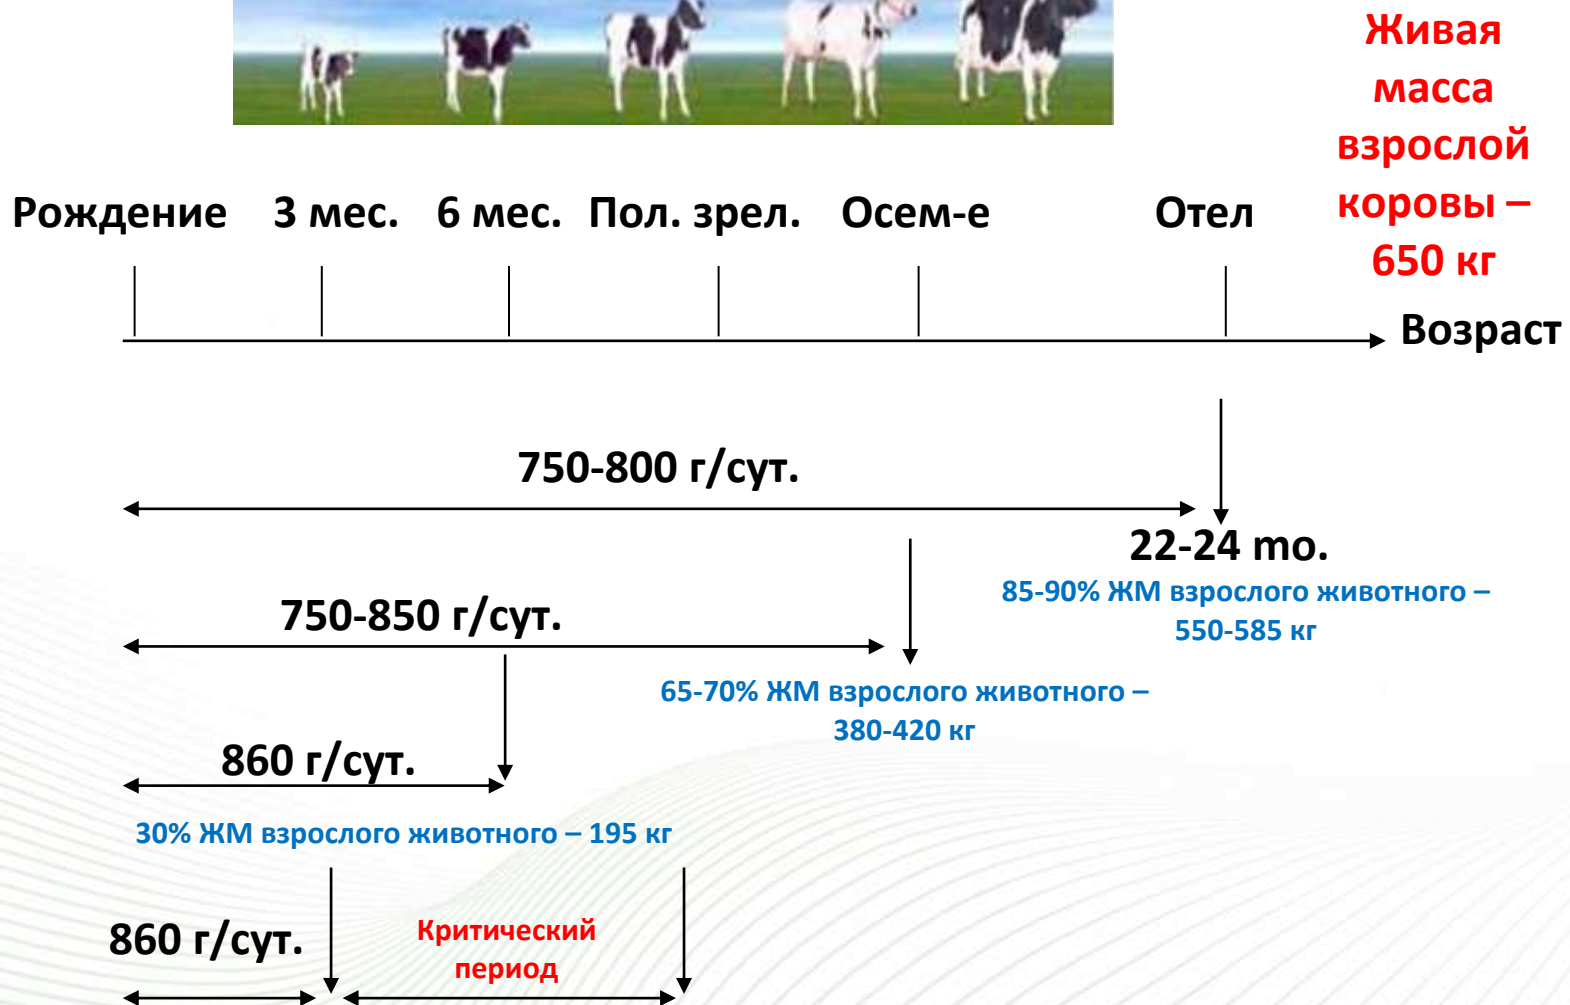 Живая
масса
взрослой
коровы –
650 кг
Рождение 3 мес. 6 мес. Пол. зрел. Осем-е Отел
Возраст
750-800 г/сут.
22-24 mo.
85-90% ЖМ взрослого животного –
550-585 кг
750-850 г/сут.
65-70% ЖМ взрослого животного –
380-420 кг
860 г/сут.
30% ЖМ взрослого животного – 195 кг
860 г/сут.
Критический
период